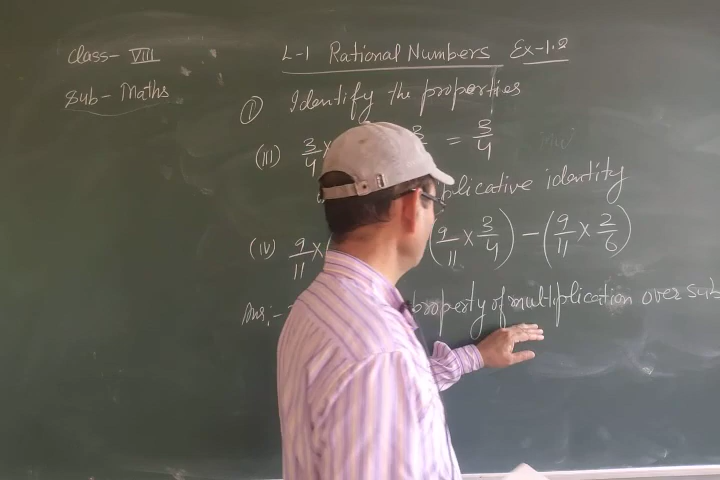 Class- VIII
L-1 Rational Numbers Ex-1.2
Sub- Maths
① Identify the properties
(III) 3/4 × 3 = 3/4
plicative identity
(IV) 9/11 × (9/11 × 3/4) - (9/11 × 2/6)
Ans:- property of multiplication over sub